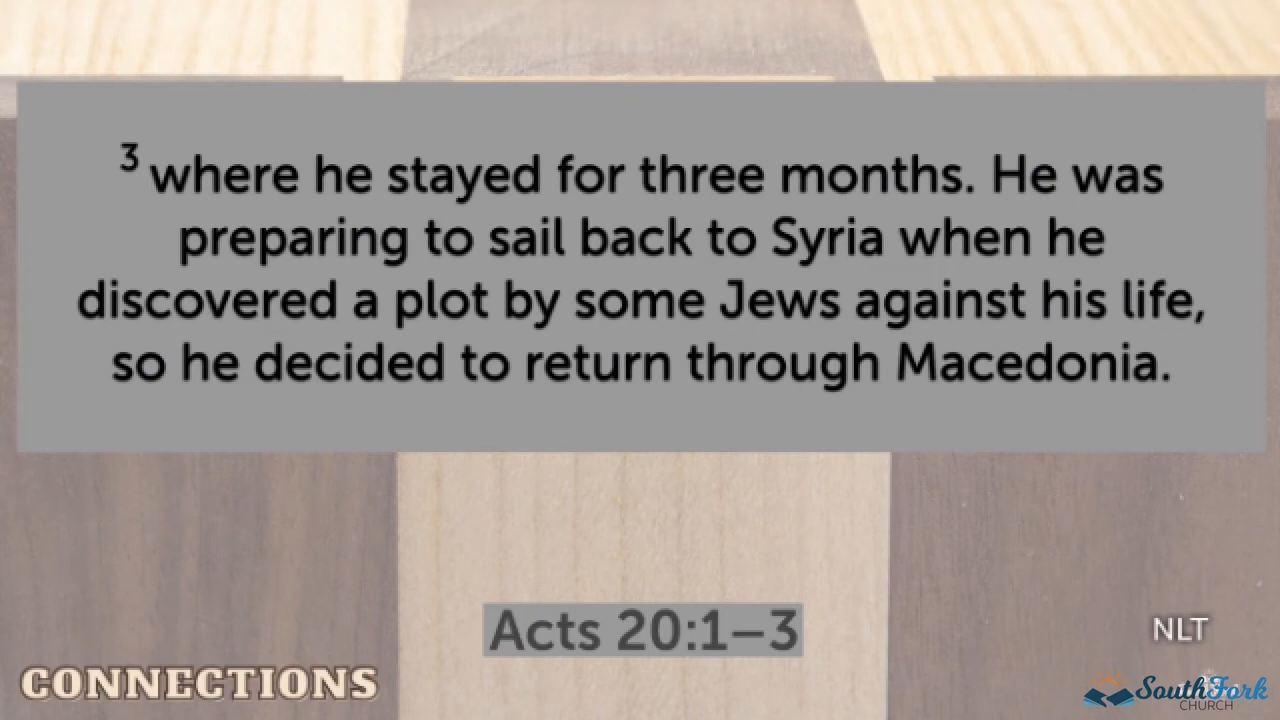 3 where he stayed for three months. He was
preparing to sail back to Syria when he
discovered a plot by some Jews against his life,
so he decided to return through Macedonia.
Acts 20:1–3
NLT
CONNECTIONS
SouthFork
CHURCH